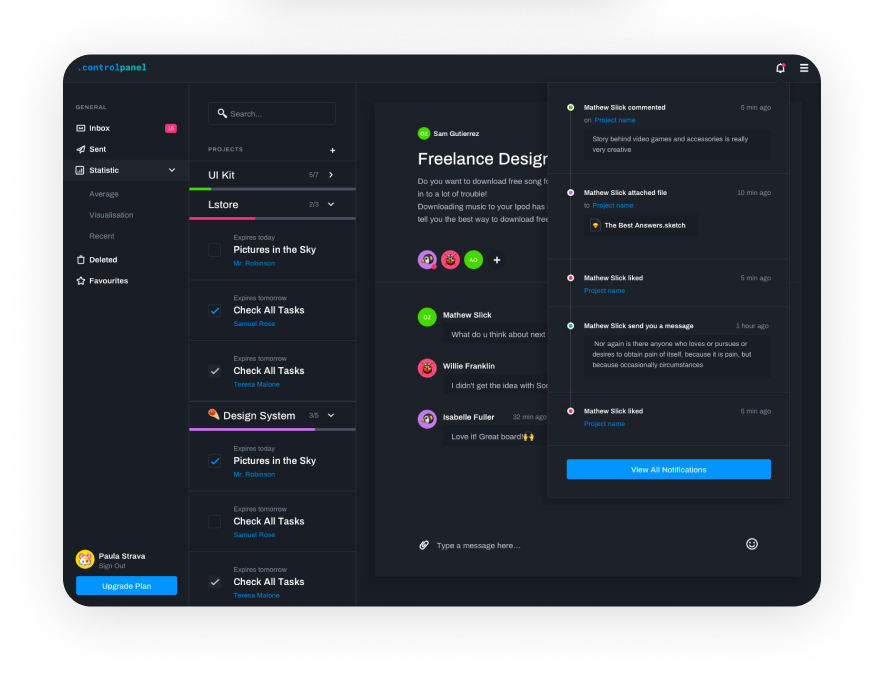 .controlpanel
GENERAL
Inbox
15
Sent
Statistic
Average
Visualisation
Recent
Deleted
Favourites
Paula Strava
Sign Out
Upgrade Plan
Search...
PROJECTS
+
UI Kit
5/7
Lstore
2/3
Expires today
Pictures in the Sky
Mr. Robinson
Expires tomorrow
Check All Tasks
Samuel Rose
Expires tomorrow
Check All Tasks
Teresa Malone
Design System
3/5
Expires today
Pictures in the Sky
Mr. Robinson
Expires tomorrow
Check All Tasks
Samuel Rose
Expires tomorrow
Check All Tasks
Teresa Malone
OZ
Sam Gutierrez
Freelance Design
Do you want to download free song fo
in to a lot of trouble!
Downloading music to your Ipod has
tell you the best way to download free
AD
+
OZ
Mathew Slick
What do u think about next
Willie Franklin
I didn't get the idea with Sor
Isabelle Fuller
32 min ago
Love it! Great board!🙌
Type a message here...
Mathew Slick commented
5 min ago
on Project name
Story behind video games and accessories is really
very creative
Mathew Slick attached file
10 min ago
to Project name
The Best Answers.sketch
Mathew Slick liked
5 min ago
Project name
Mathew Slick send you a message
1 hour ago
Nor again is there anyone who loves or pursues or
desires to obtain pain of itself, because it is pain, but
because occasionally circumstances
Mathew Slick liked
5 min ago
Project name
View All Notifications